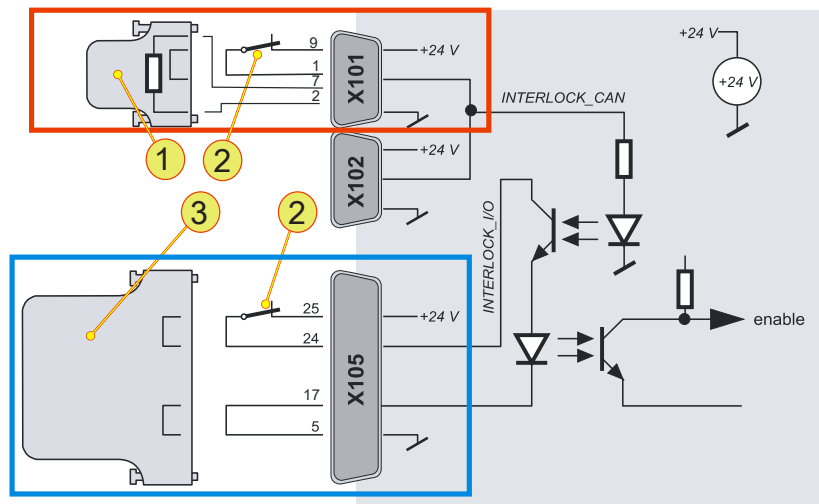 +24 V
+24 V
9
1
7
2
X101
+24 V
INTERLOCK_CAN
1
2
X102
+24 V
3
2
INTERLOCK_I/O
25
24
17
5
X105
+24 V
enable